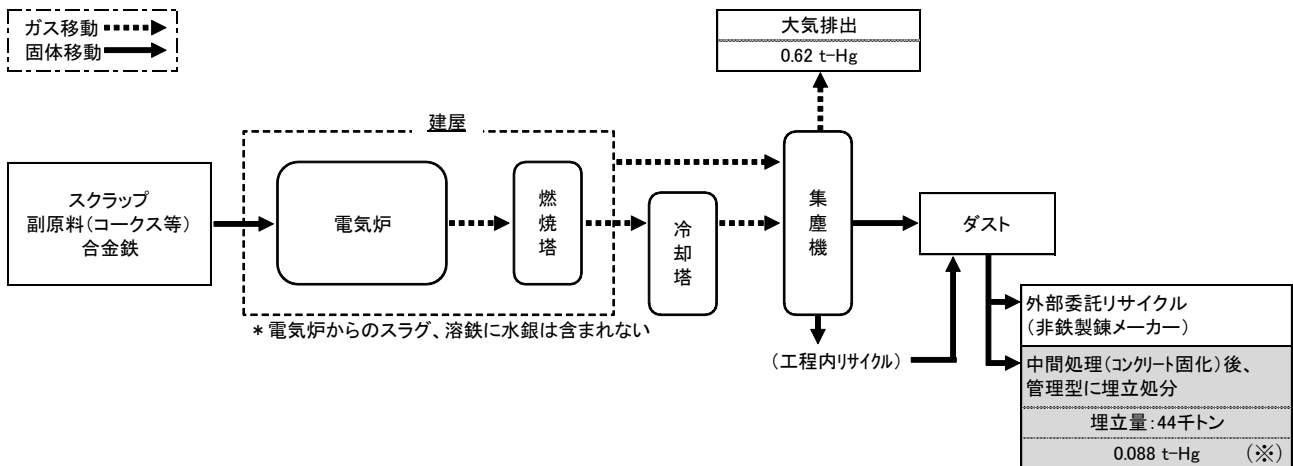 ガス移動
固体移動
大気排出
0.62 t-Hg
建屋
スクラップ
副原料(コークス等)
合金鉄
電気炉
燃焼塔
冷却塔
集塵機
ダスト
*電気炉からのスラグ、溶鉄に水銀は含まれない
(工程内リサイクル)
外部委託リサイクル
(非鉄製錬メーカー)
中間処理(コンクリート固化)後、
管理型に埋立処分
埋立量:44千トン
0.088 t-Hg (※)